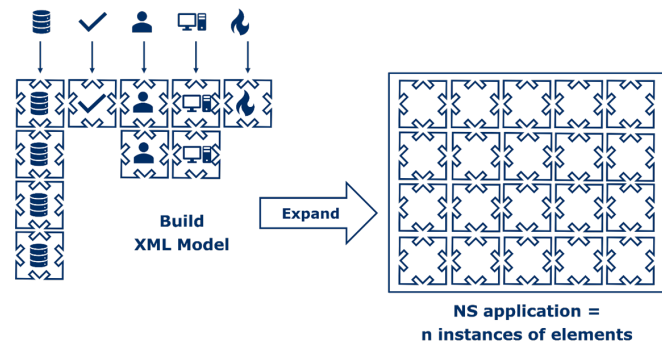 Build
XML Model
Expand
NS application =
n instances of elements